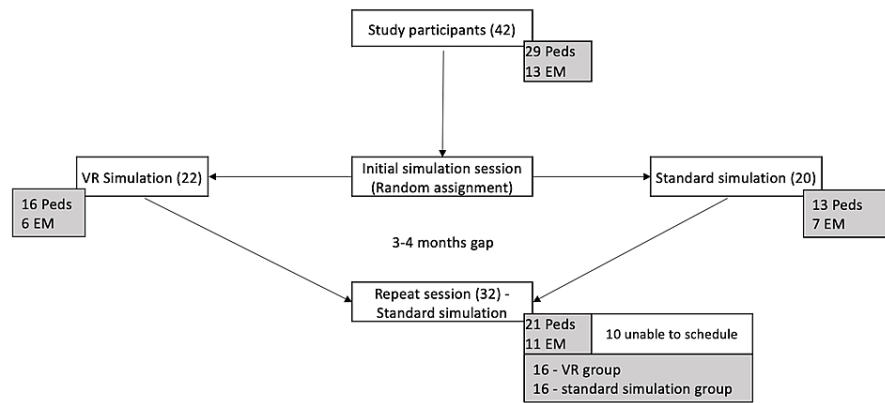 Study participants (42)
29 Peds
13 EM
VR Simulation (22)
Initial simulation session
(Random assignment)
Standard simulation (20)
16 Peds
6 EM
13 Peds
7 EM
3-4 months gap
Repeat session (32) -
Standard simulation
21 Peds
11 EM
10 unable to schedule
16 - VR group
16 - standard simulation group